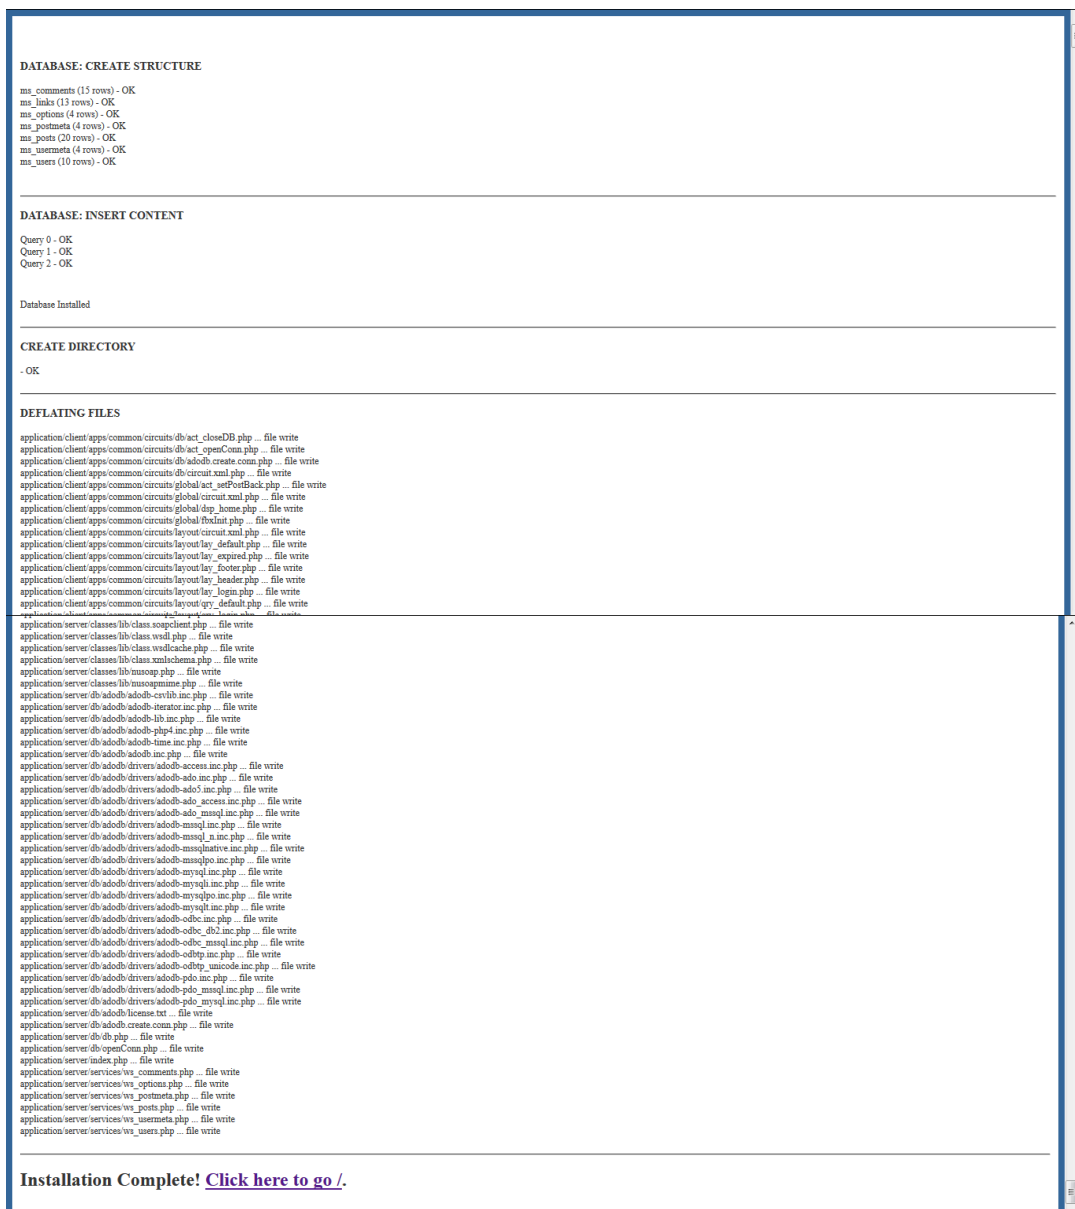 DATABASE: CREATE STRUCTURE
ms_comments (15 rows) - OK
ms_links (13 rows) - OK
ms_options (4 rows) - OK
ms_postmeta (4 rows) - OK
ms_posts (20 rows) - OK
ms_usermeta (4 rows) - OK
ms_users (10 rows) - OK
DATABASE: INSERT CONTENT
Query 0 - OK
Query 1 - OK
Query 2 - OK
Database Installed
CREATE DIRECTORY
- OK
DEFLATING FILES
application/client/apps/common/circuits/db/act_closeDB.php ... file write
application/client/apps/common/circuits/db/act_openConn.php ... file write
application/client/apps/common/circuits/db/adodb.create.conn.php ... file write
application/client/apps/common/circuits/db/circuit.xml.php ... file write
application/client/apps/common/circuits/global/act_setPostBack.php ... file write
application/client/apps/common/circuits/global/circuit.xml.php ... file write
application/client/apps/common/circuits/global/dsp_home.php ... file write
application/client/apps/common/circuits/global/fbxInit.php ... file write
application/client/apps/common/circuits/layout/circuit.xml.php ... file write
application/client/apps/common/circuits/layout/lay_default.php ... file write
application/client/apps/common/circuits/layout/lay_expired.php ... file write
application/client/apps/common/circuits/layout/lay_footer.php ... file write
application/client/apps/common/circuits/layout/lay_header.php ... file write
application/client/apps/common/circuits/layout/lay_login.php ... file write
application/client/apps/common/circuits/layout/qry_default.php ... file write
application/client/apps/common/circuits/layout/qry_login.php ... file write
application/server/classes/lib/class.soapclient.php ... file write
application/server/classes/lib/class.wsdl.php ... file write
application/server/classes/lib/class.wsdlcache.php ... file write
application/server/classes/lib/class.xmlschema.php ... file write
application/server/classes/lib/nusoap.php ... file write
application/server/classes/lib/nusoapmime.php ... file write
application/server/db/adodb/adodb-csvlib.inc.php ... file write
application/server/db/adodb/adodb-iterator.inc.php ... file write
application/server/db/adodb/adodb-lib.inc.php ... file write
application/server/db/adodb/adodb-php4.inc.php ... file write
application/server/db/adodb/adodb-time.inc.php ... file write
application/server/db/adodb/adodb.inc.php ... file write
application/server/db/adodb/drivers/adodb-access.inc.php ... file write
application/server/db/adodb/drivers/adodb-ado.inc.php ... file write
application/server/db/adodb/drivers/adodb-ado5.inc.php ... file write
application/server/db/adodb/drivers/adodb-ado_access.inc.php ... file write
application/server/db/adodb/drivers/adodb-ado_mssql.inc.php ... file write
application/server/db/adodb/drivers/adodb-mssql.inc.php ... file write
application/server/db/adodb/drivers/adodb-mssql_n.inc.php ... file write
application/server/db/adodb/drivers/adodb-mssqlnative.inc.php ... file write
application/server/db/adodb/drivers/adodb-mssqlpo.inc.php ... file write
application/server/db/adodb/drivers/adodb-mysql.inc.php ... file write
application/server/db/adodb/drivers/adodb-mysqli.inc.php ... file write
application/server/db/adodb/drivers/adodb-mysqlpo.inc.php ... file write
application/server/db/adodb/drivers/adodb-mysqlt.inc.php ... file write
application/server/db/adodb/drivers/adodb-odbc.inc.php ... file write
application/server/db/adodb/drivers/adodb-odbc_db2.inc.php ... file write
application/server/db/adodb/drivers/adodb-odbc_mssql.inc.php ... file write
application/server/db/adodb/drivers/adodb-odbtp.inc.php ... file write
application/server/db/adodb/drivers/adodb-odbtp_unicode.inc.php ... file write
application/server/db/adodb/drivers/adodb-pdo.inc.php ... file write
application/server/db/adodb/drivers/adodb-pdo_mssql.inc.php ... file write
application/server/db/adodb/drivers/adodb-pdo_mysql.inc.php ... file write
application/server/db/adodb/license.txt ... file write
application/server/db/adodb.create.conn.php ... file write
application/server/db/db.php ... file write
application/server/db/openConn.php ... file write
application/server/index.php ... file write
application/server/services/ws_comments.php ... file write
application/server/services/ws_options.php ... file write
application/server/services/ws_postmeta.php ... file write
application/server/services/ws_posts.php ... file write
application/server/services/ws_usermeta.php ... file write
application/server/services/ws_users.php ... file write
Installation Complete! Click here to go /.